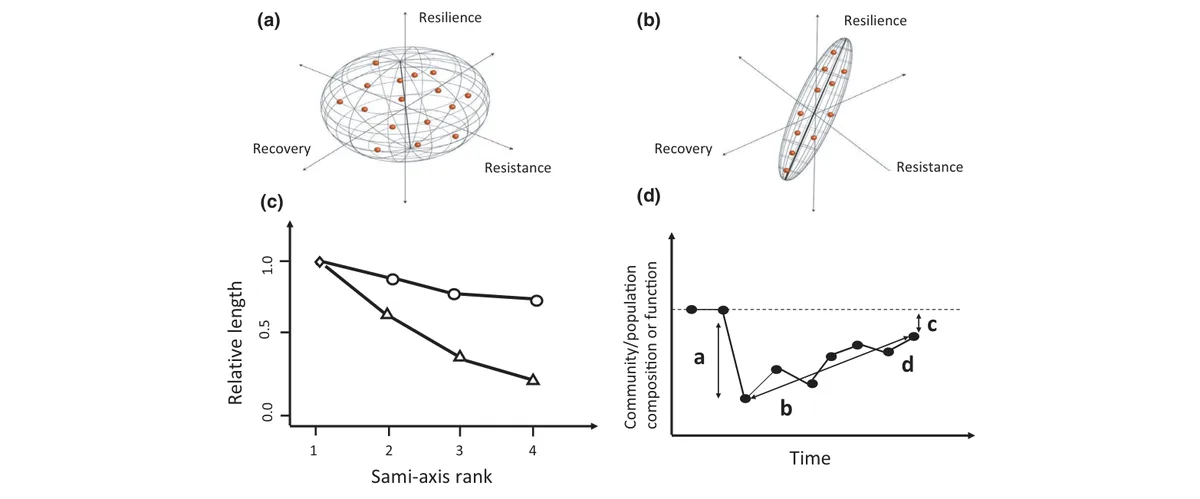 (a)
Resilience
Recovery
Resistance
(b)
Resilience
Recovery
Resistance
(c)
Relative length
1.0
0.5
0.0
1 2 3 4
Sami-axis rank
(d)
Community/population
composition or function
a
b
c
d
Time